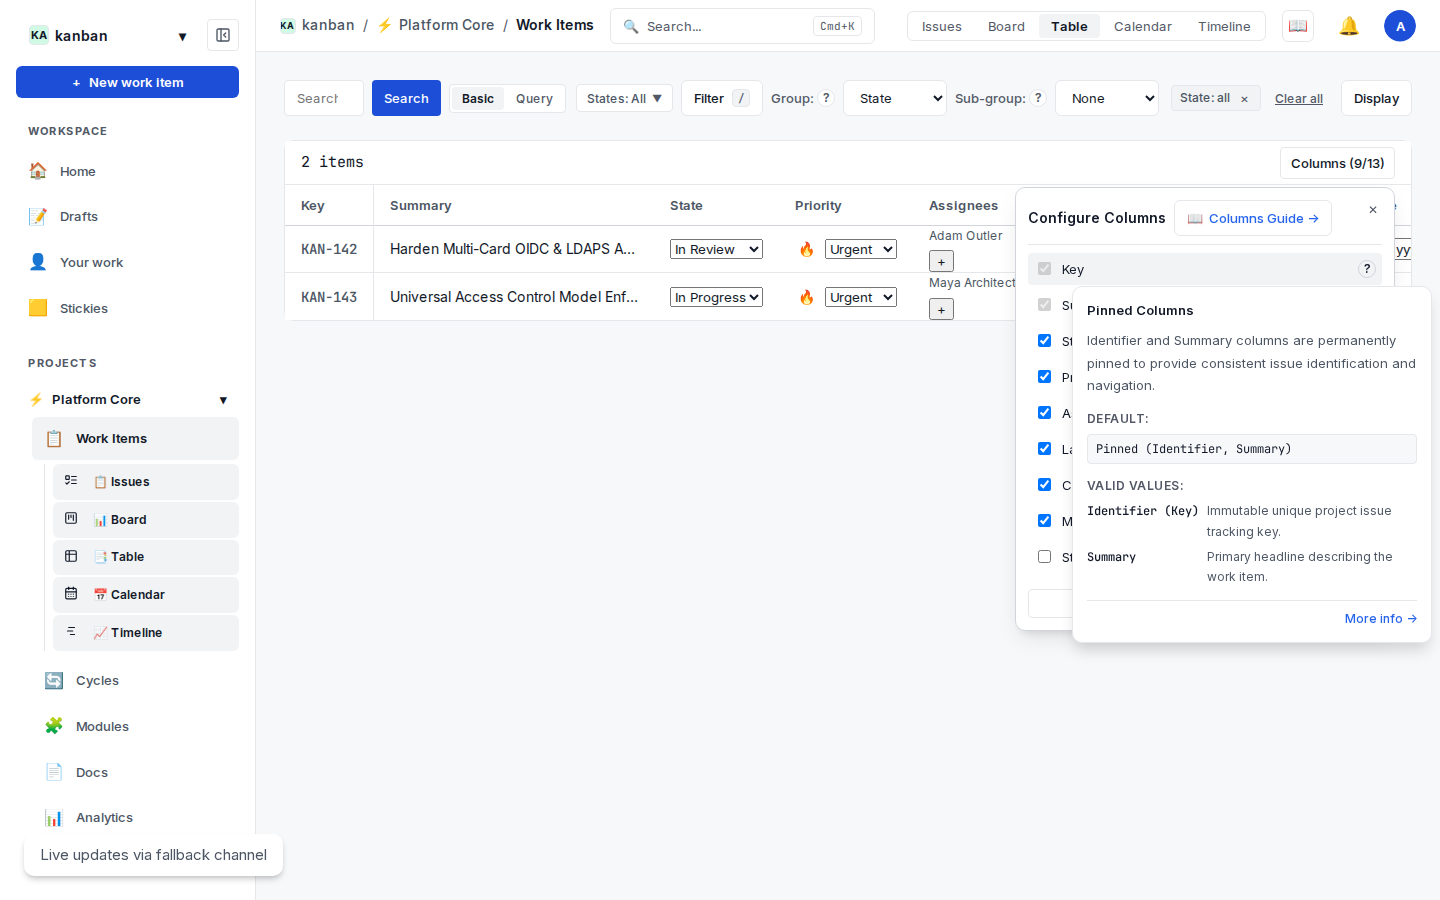 KA kanban ▾
+ New work item
WORKSPACE
Home
Drafts
Your work
Stickies
PROJECTS
Platform Core ▾
Work Items
Issues
Board
Table
Calendar
Timeline
Cycles
Modules
Docs
Analytics
Live updates via fallback channel
KA kanban / Platform Core / Work Items
Search... Cmd+K
Issues Board Table Calendar Timeline
A
Search Basic Query States: All ▼ Filter / Group: ? State Sub-group: ? None State: all × Clear all Display
2 items
Columns (9/13)
Key Summary State Priority Assignees
KAN-142 Harden Multi-Card OIDC & LDAPS A... In Review Urgent Adam Outler +
KAN-143 Universal Access Control Model Enf... In Progress Urgent Maya Architect +
Configure Columns Columns Guide → ×
Key ?
Pinned Columns
Identifier and Summary columns are permanently
pinned to provide consistent issue identification and
navigation.
DEFAULT:
Pinned (Identifier, Summary)
VALID VALUES:
Identifier (Key) Immutable unique project issue
tracking key.
Summary Primary headline describing the
work item.
More info →